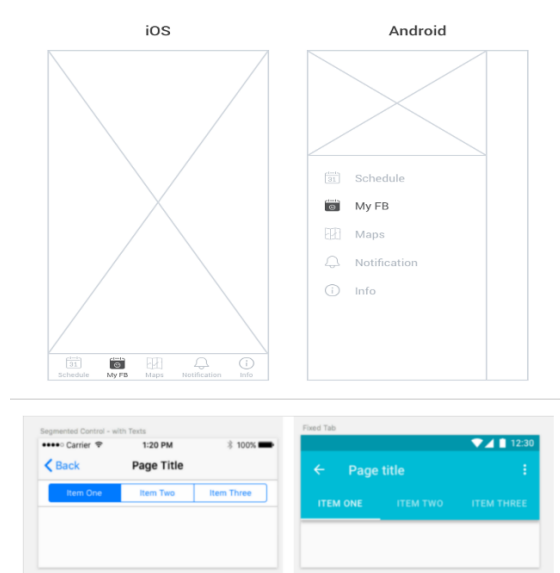 iOS
Android
31 Schedule
My FB
Maps
Notification
Info
31
Schedule My FB Maps Notification Info
Segmented Control - with Texts
Carrier 1:20 PM 100%
Back Page Title
Item One Item Two Item Three
Fixed Tab
12:30
Page title
ITEM ONE ITEM TWO ITEM THREE